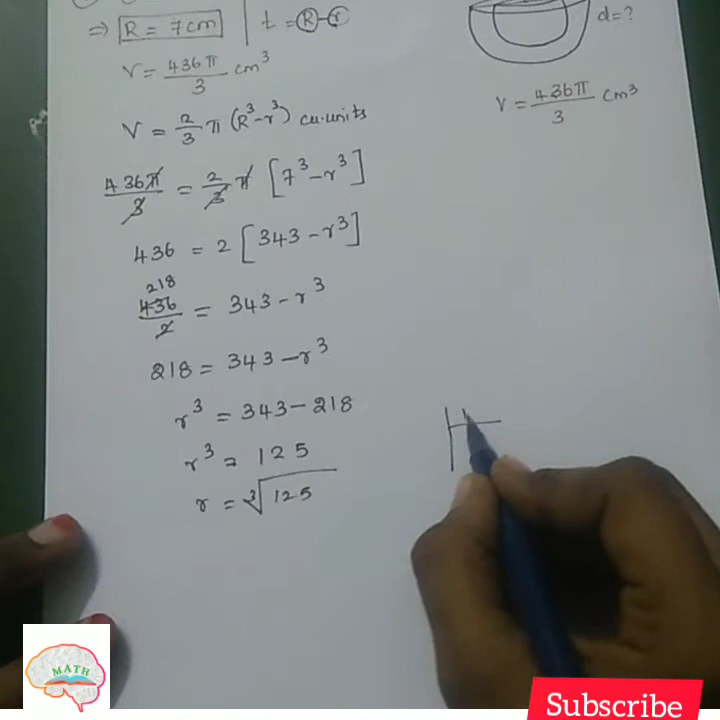 ⇒ R = 7cm t = R-r
d=?
V = 436π/3 cm³
V = 436π/3 cm³
V = 2/3 π (R³-r³) cu.units
436π/3 = 2/3 π [7³-r³]
436 = 2 [343-r³]
218
436/2 = 343-r³
218 = 343-r³
r³ = 343-218
r³ = 125
r = ∛125
MATH
Subscribe